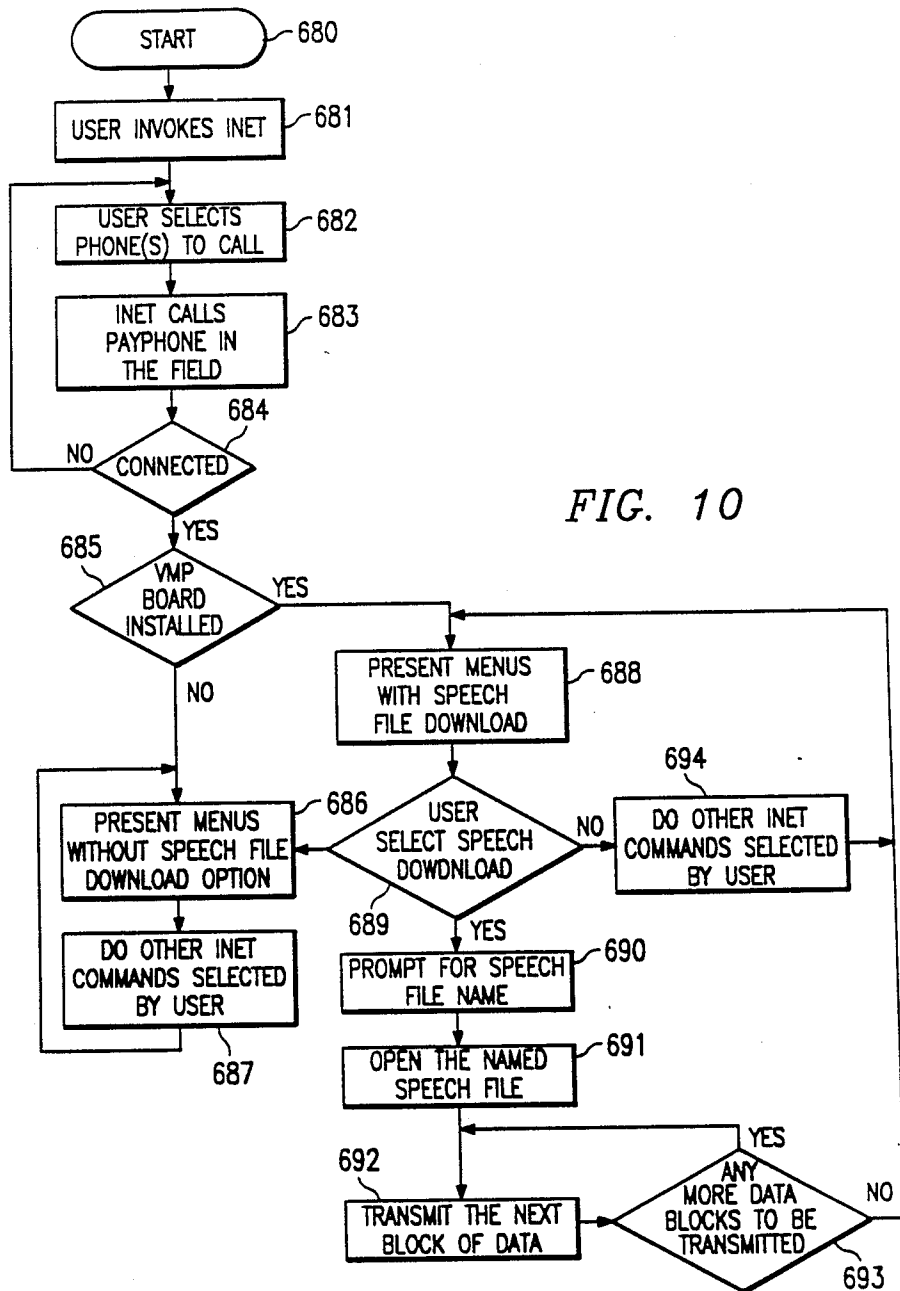 START
680
USER INVOKES INET
681
USER SELECTS
PHONE(S) TO CALL
682
INET CALLS
PAYPHONE IN
THE FIELD
683
684
NO
CONNECTED
FIG. 10
YES
685
VMP
BOARD
INSTALLED
YES
NO
PRESENT MENUS
WITH SPEECH
FILE DOWNLOAD
688
686
PRESENT MENUS
WITHOUT SPEECH FILE
DOWNLOAD OPTION
USER
SELECT SPEECH
DOWDNLOAD
689
NO
694
DO OTHER INET
COMMANDS SELECTED
BY USER
YES
DO OTHER INET
COMMANDS SELECTED
BY USER
687
PROMPT FOR SPEECH
FILE NAME
690
OPEN THE NAMED
SPEECH FILE
691
YES
692
TRANSMIT THE NEXT
BLOCK OF DATA
ANY
MORE DATA
BLOCKS TO BE
TRANSMITTED
NO
693